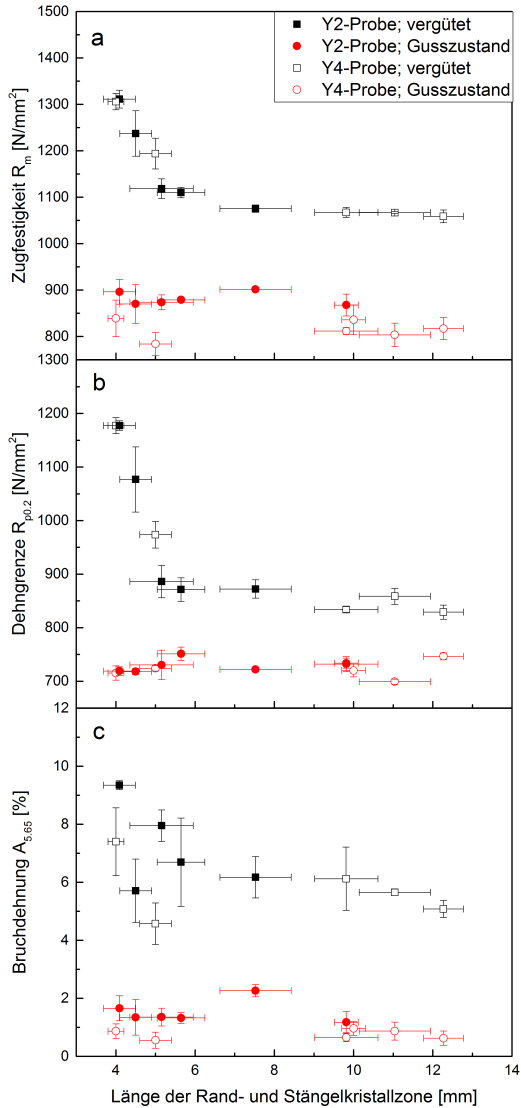 1500
a
Y2-Probe; vergütet
Y2-Probe; Gusszustand
Y4-Probe; vergütet
Y4-Probe; Gusszustand
1400
1300
1200
1100
1000
900
800
Zugfestigkeit R_m [N/mm²]
1300
b
1200
1100
1000
900
800
700
Dehngrenze R_p0.2 [N/mm²]
12
c
10
8
6
4
2
0
Bruchdehnung A_5.65 [%]
4 6 8 10 12 14
Länge der Rand- und Stängelkristallzone [mm]